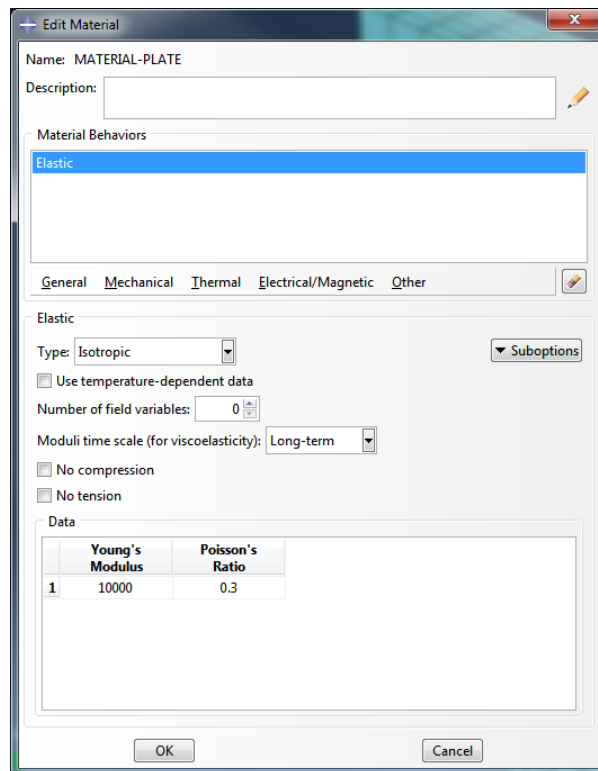 Edit Material
Name: MATERIAL-PLATE
Description:
Material Behaviors
Elastic
General Mechanical Thermal Electrical/Magnetic Other
Elastic
Type: Isotropic
Suboptions
Use temperature-dependent data
Number of field variables: 0
Moduli time scale (for viscoelasticity): Long-term
No compression
No tension
Data
Young's Poisson's
Modulus Ratio
1 10000 0.3
OK Cancel